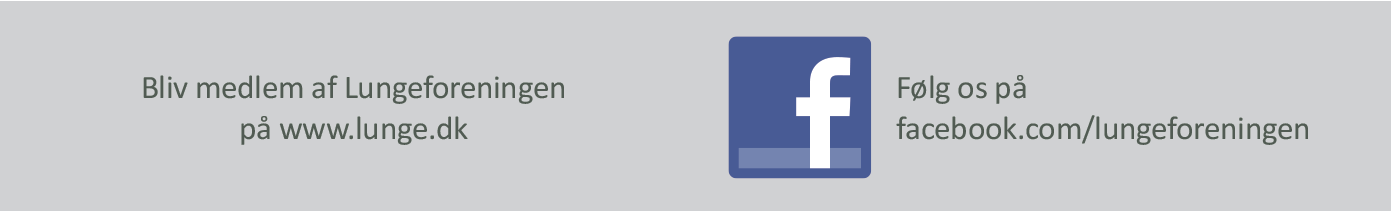 Bliv medlem af Lungeforeningen
på www.lunge.dk
f
Følg os på
facebook.com/lungeforeningen